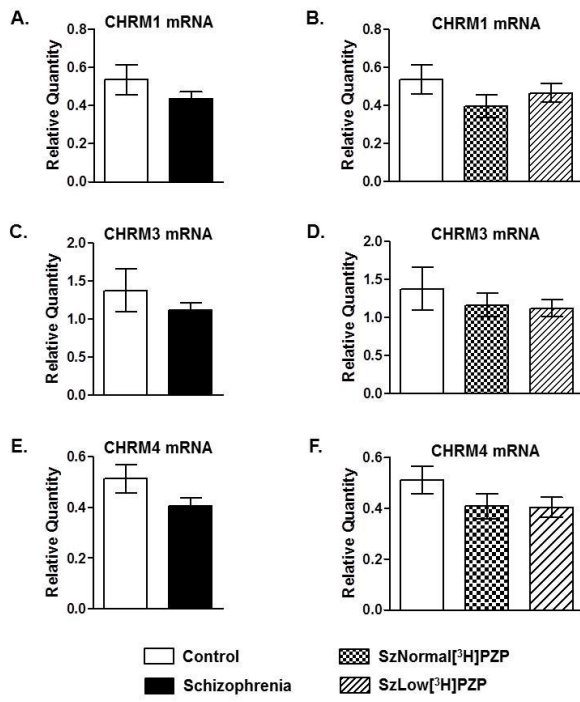 A.
CHRM1 mRNA
Relative Quantity
0.8
0.6
0.4
0.2
0.0
B.
CHRM1 mRNA
Relative Quantity
0.8
0.6
0.4
0.2
0.0
C.
CHRM3 mRNA
Relative Quantity
2.0
1.5
1.0
0.5
0.0
D.
CHRM3 mRNA
Relative Quantity
2.0
1.5
1.0
0.5
0.0
E.
CHRM4 mRNA
Relative Quantity
0.6
0.4
0.2
0.0
F.
CHRM4 mRNA
Relative Quantity
0.6
0.4
0.2
0.0
Control
SzNormal[³H]PZP
Schizophrenia
SzLow[³H]PZP